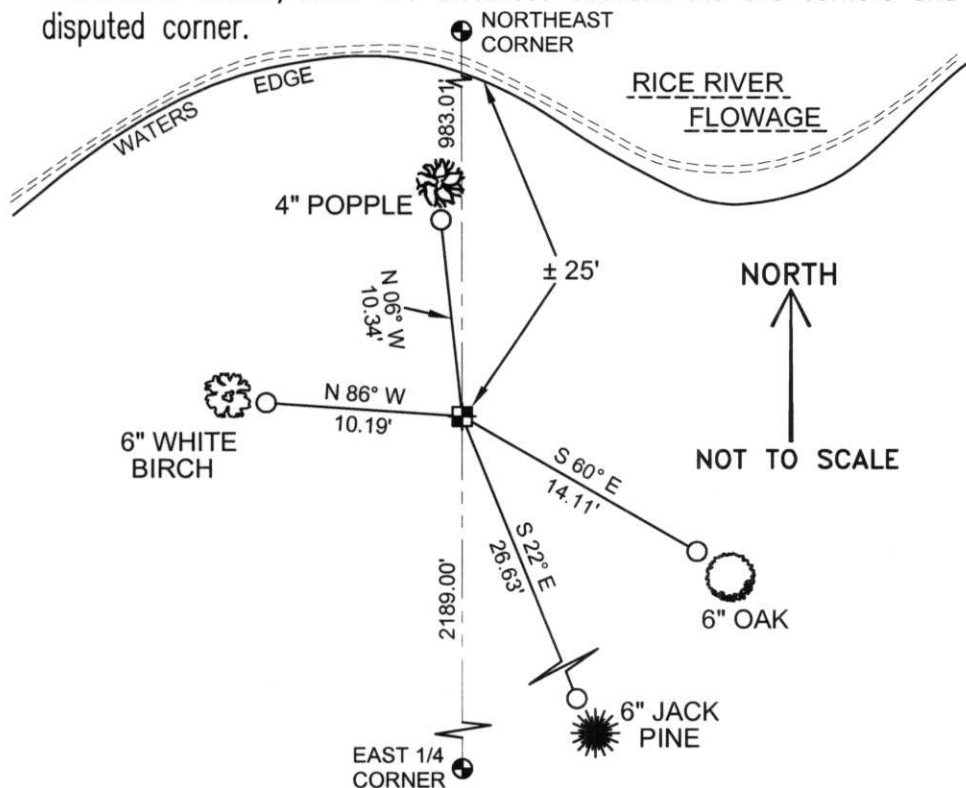 disputed corner.
NORTHEAST
CORNER
WATERS EDGE
RICE RIVER
FLOWAGE
983.01'
4" POPPLE
± 25'
NORTH
N 06° W
10.34'
N 86° W
10.19'
6" WHITE
BIRCH
S 60° E
14.11'
NOT TO SCALE
S 22° E
26.63'
2189.00'
6" OAK
6" JACK
PINE
EAST 1/4
CORNER